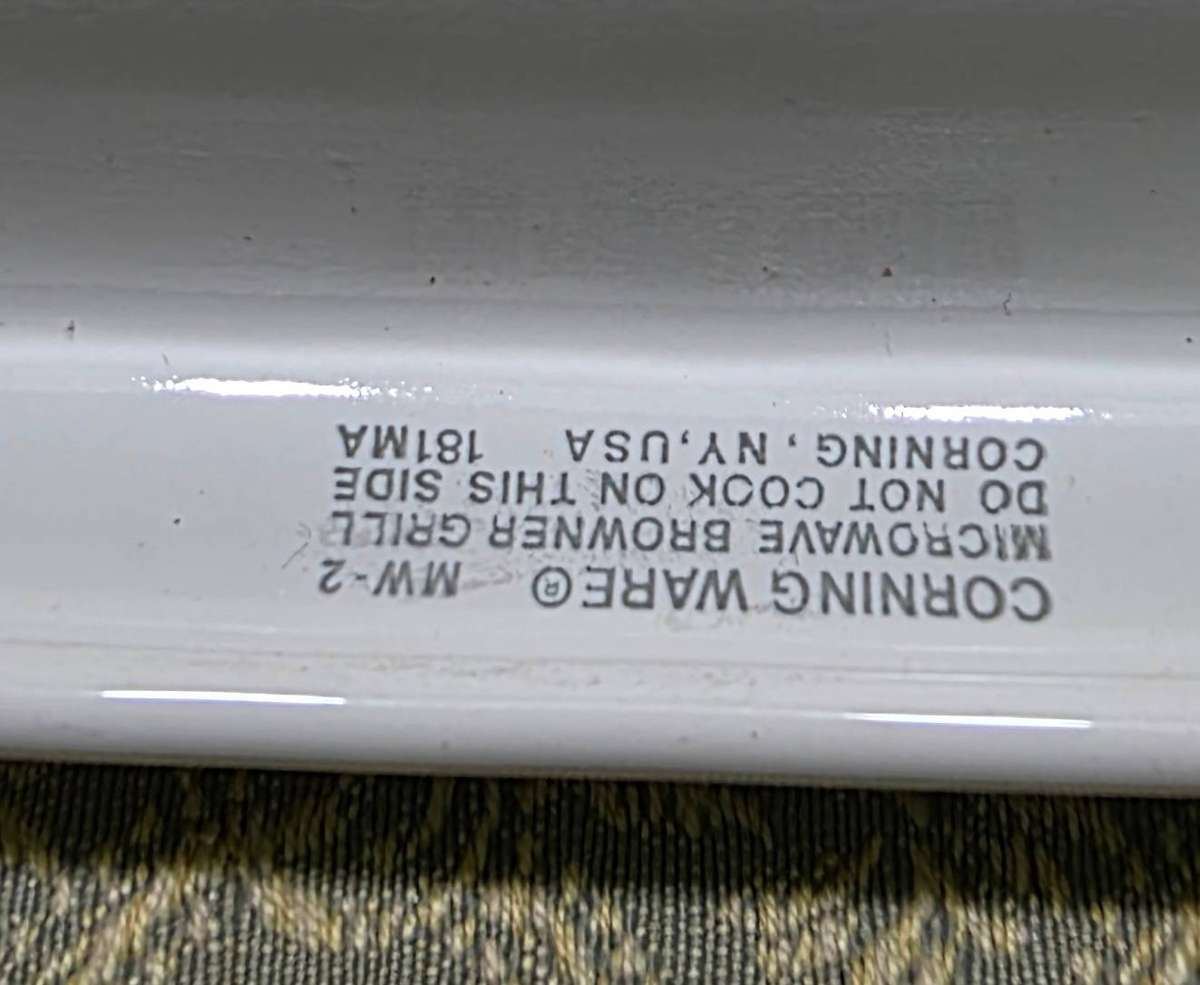 CORNING WARE® MW-2
MICROWAVE BROWNER GRILL
DO NOT COOK ON THIS SIDE
CORNING, NY, USA 181MA